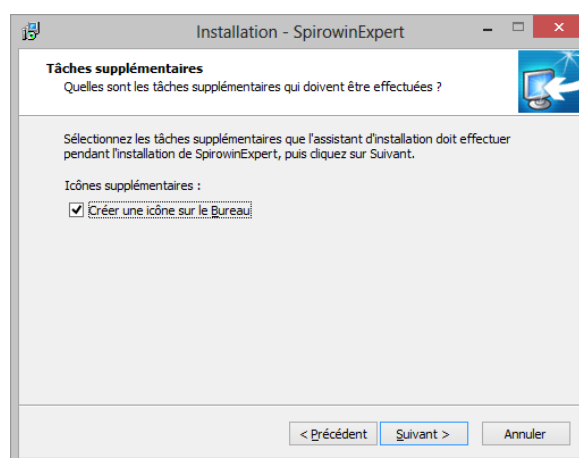 Installation - SpirowinExpert
Tâches supplémentaires
Quelles sont les tâches supplémentaires qui doivent être effectuées ?
Sélectionnez les tâches supplémentaires que l'assistant d'installation doit effectuer
pendant l'installation de SpirowinExpert, puis cliquez sur Suivant.
Icônes supplémentaires :
Créer une icône sur le Bureau
< Précédent Suivant > Annuler